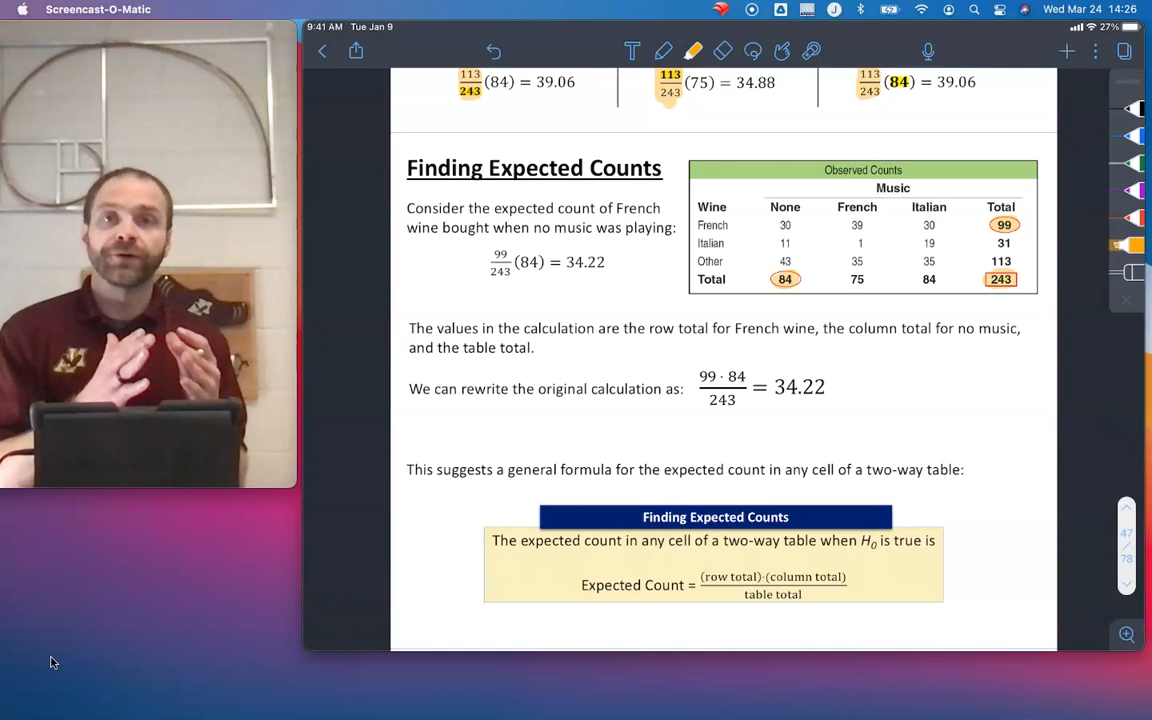 Screencast-O-Matic
Wed Mar 24 14:26
9:41 AM Tue Jan 9
27%
113/243 (84) = 39.06
113/243 (75) = 34.88
113/243 (84) = 39.06
Finding Expected Counts
Consider the expected count of French
wine bought when no music was playing:
99/243 (84) = 34.22
Observed Counts
Music
Wine None French Italian Total
French 30 39 30 99
Italian 11 1 19 31
Other 43 35 35 113
Total 84 75 84 243
The values in the calculation are the row total for French wine, the column total for no music,
and the table total.
We can rewrite the original calculation as: 99 · 84 / 243 = 34.22
This suggests a general formula for the expected count in any cell of a two-way table:
Finding Expected Counts
The expected count in any cell of a two-way table when H₀ is true is
Expected Count = (row total)·(column total) / table total
47
/
78